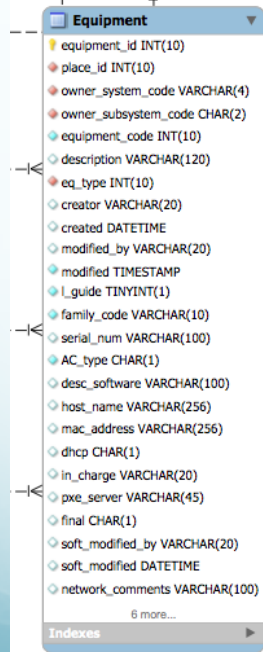 Equipment
equipment_id INT(10)
place_id INT(10)
owner_system_code VARCHAR(4)
owner_subsystem_code CHAR(2)
equipment_code INT(10)
description VARCHAR(120)
eq_type INT(10)
creator VARCHAR(20)
created DATETIME
modified_by VARCHAR(20)
modified TIMESTAMP
l_guide TINYINT(1)
family_code VARCHAR(10)
serial_num VARCHAR(100)
AC_type CHAR(1)
desc_software VARCHAR(100)
host_name VARCHAR(256)
mac_address VARCHAR(256)
dhcp CHAR(1)
in_charge VARCHAR(20)
pxe_server VARCHAR(45)
final CHAR(1)
soft_modified_by VARCHAR(20)
soft_modified DATETIME
network_comments VARCHAR(100)
6 more...
Indexes